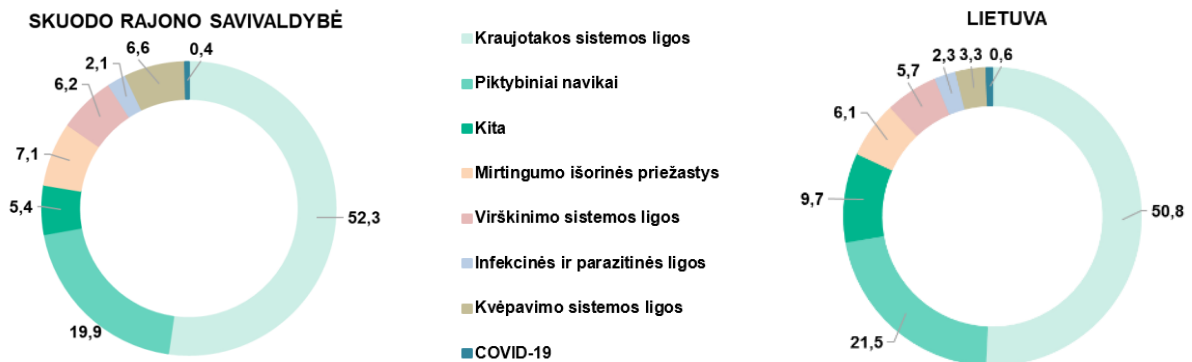 SKUODO RAJONO SAVIVALDYBĖ
6,6
0,4
2,1
6,2
7,1
5,4
52,3
19,9
Kraujotakos sistemos ligos
Piktybiniai navikai
Kita
Mirtingumo išorinės priežastys
Virškinimo sistemos ligos
Infekcinės ir parazitinės ligos
Kvėpavimo sistemos ligos
COVID-19
LIETUVA
2,3
3,3
0,6
5,7
6,1
9,7
50,8
21,5